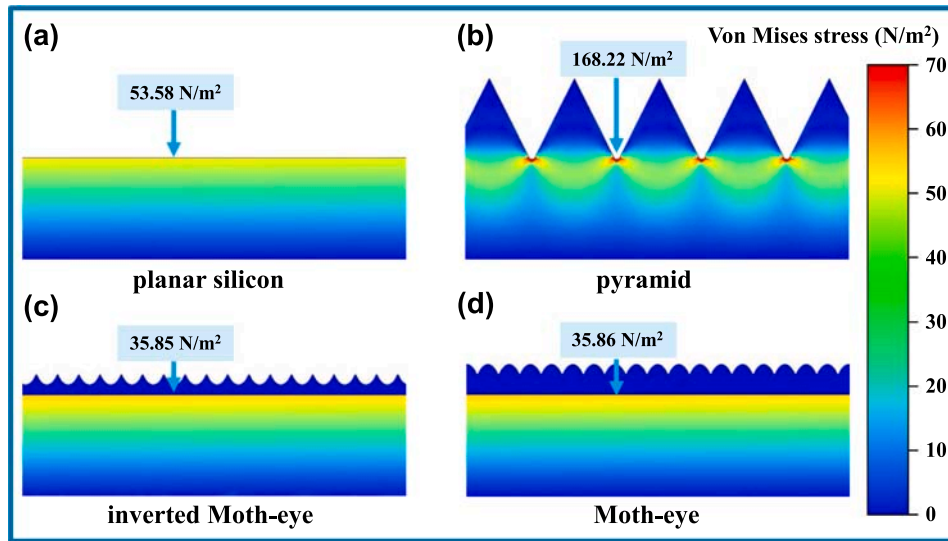 (a)
53.58 N/m²
planar silicon
(b)
168.22 N/m²
pyramid
Von Mises stress (N/m²)
70
60
50
40
30
20
10
0
(c)
35.85 N/m²
inverted Moth-eye
(d)
35.86 N/m²
Moth-eye